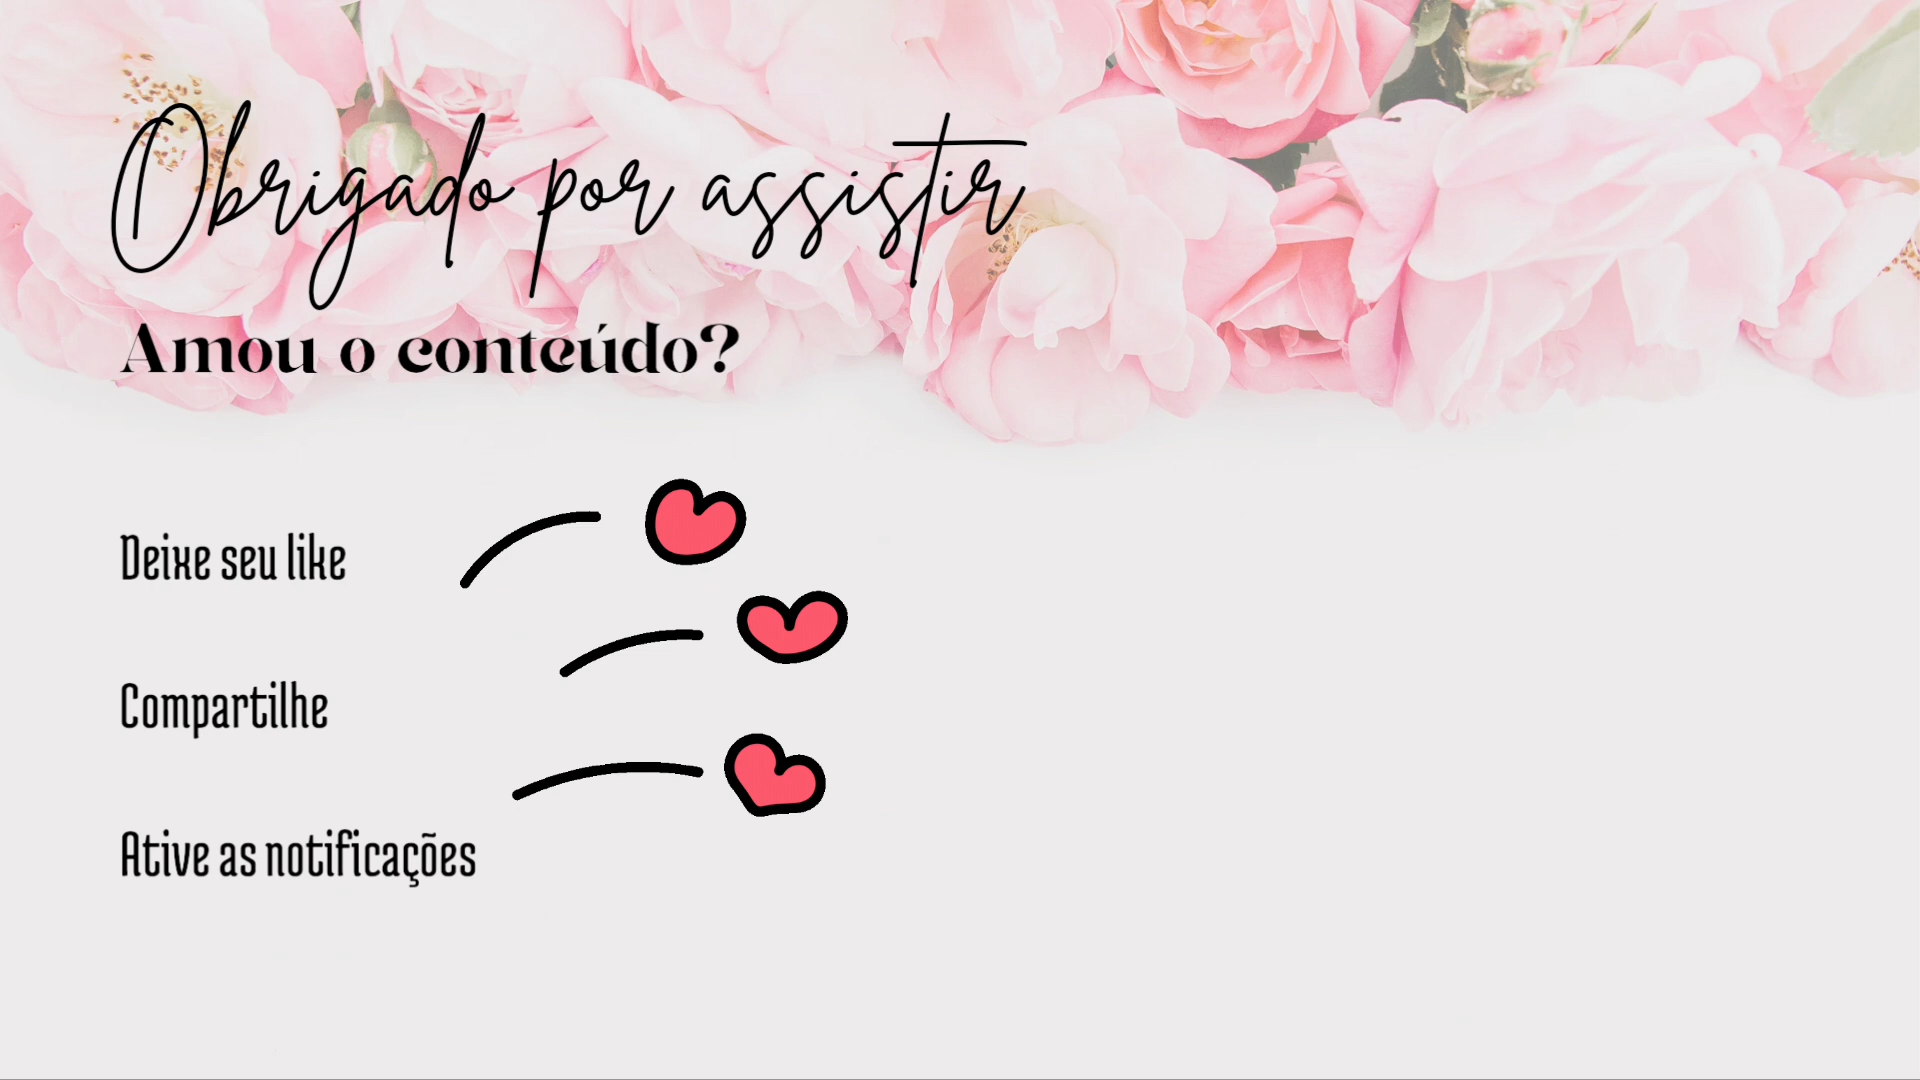 Obrigado por assistir
Amou o conteúdo?
Deixe seu like
Compartilhe
Ative as notificações